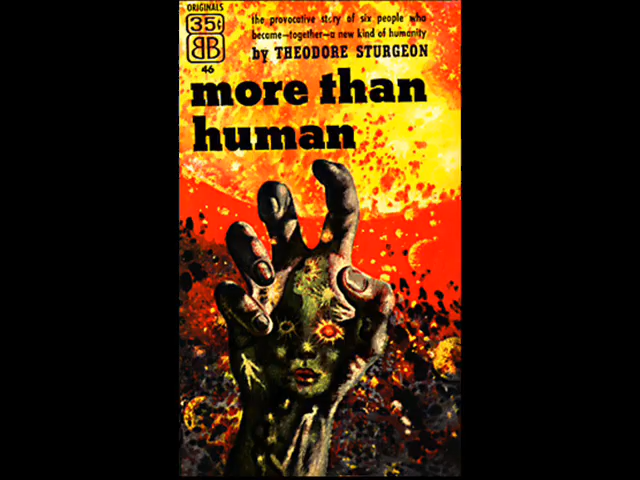 ORIGINALS
35¢
BB
46
the provocative story of six people who
became—together—a new kind of humanity
by THEODORE STURGEON
more than
human